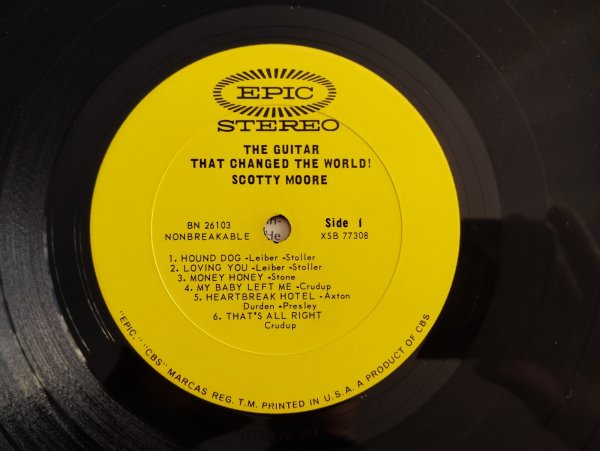 EPIC
STEREO
THE GUITAR
THAT CHANGED THE WORLD!
SCOTTY MOORE
BN 26103
NONBREAKABLE
Side 1
XSB 77308
1. HOUND DOG -Leiber -Stoller
2. LOVING YOU -Leiber -Stoller
3. MONEY HONEY -Stone
4. MY BABY LEFT ME -Crudup
5. HEARTBREAK HOTEL -Axton
Durden -Presley
6. THAT'S ALL RIGHT
Crudup
"EPIC," "CBS" MARCAS REG. T.M. PRINTED IN U.S.A. A PRODUCT OF CBS